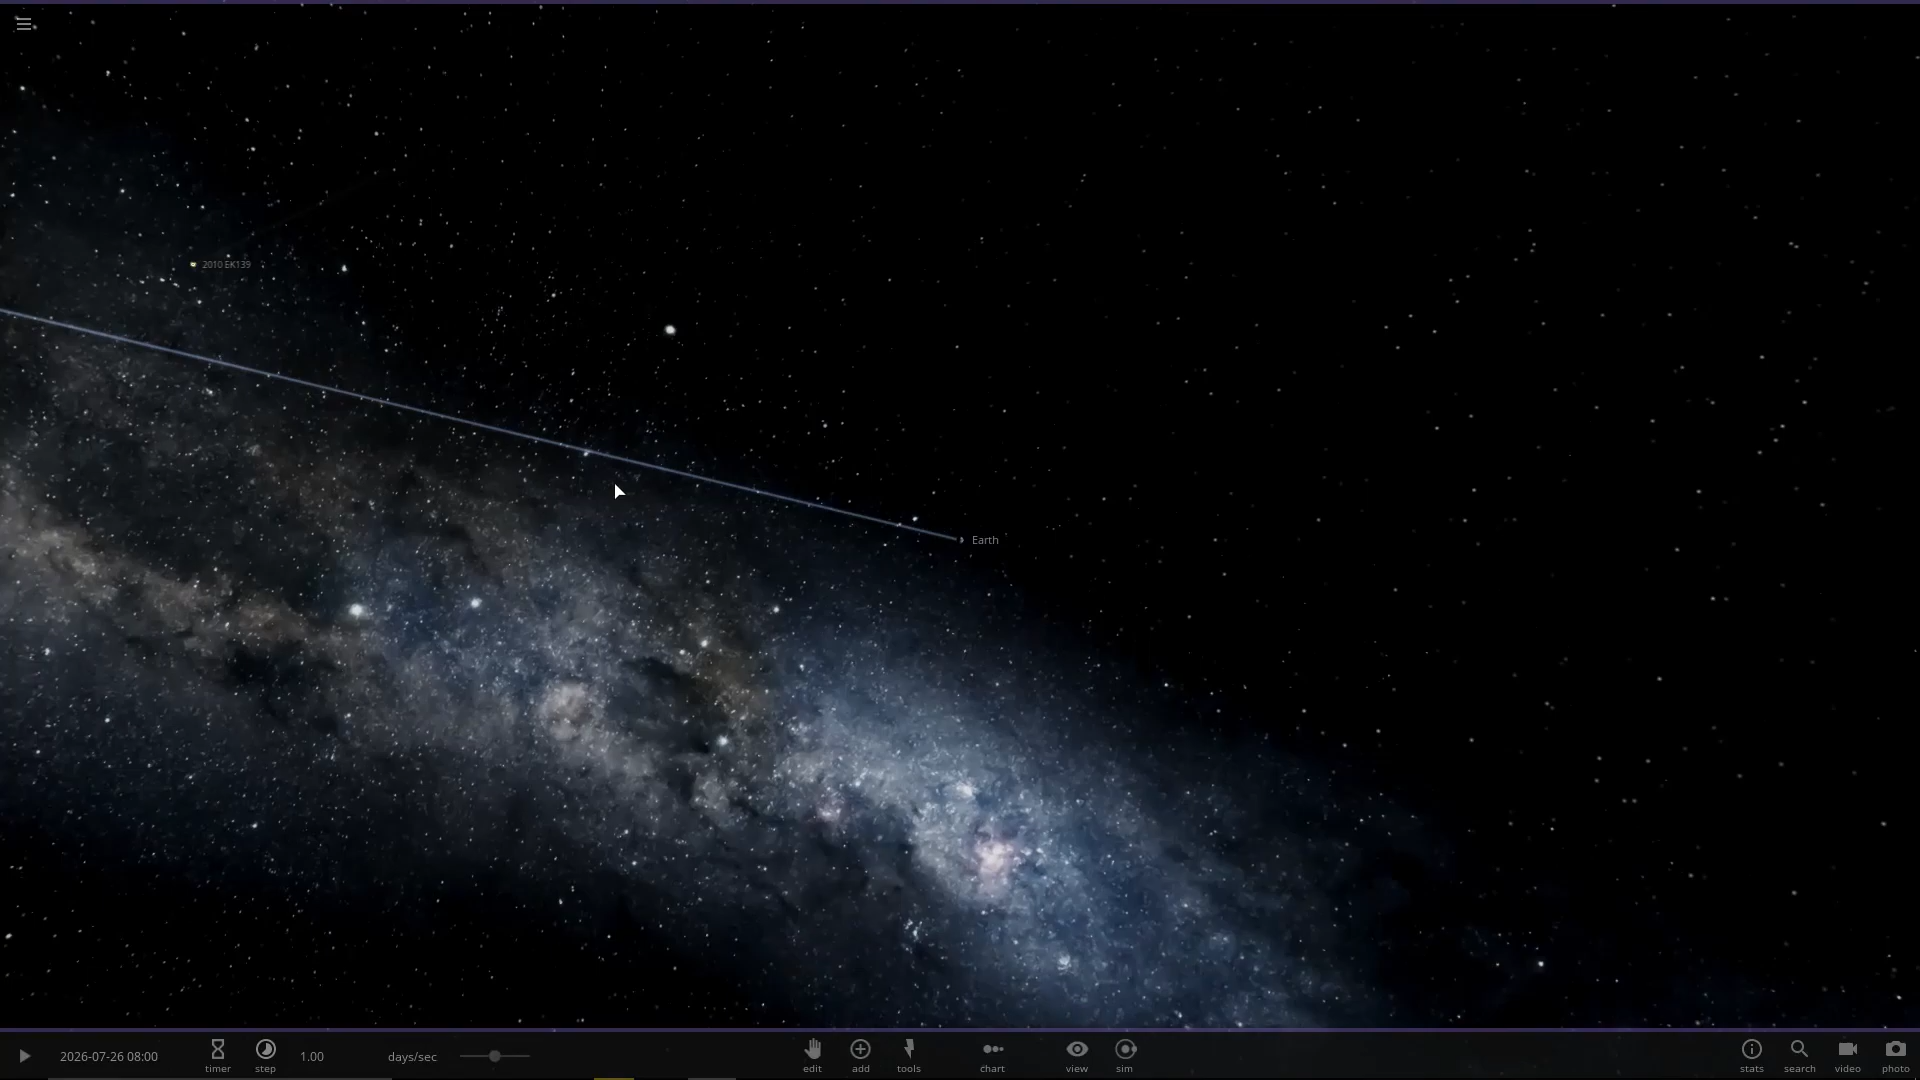 2010 EK139
Earth
2026-07-26 08:00
timer
step
1.00
days/sec
edit
add
tools
chart
view
sim
stats
search
video
photo